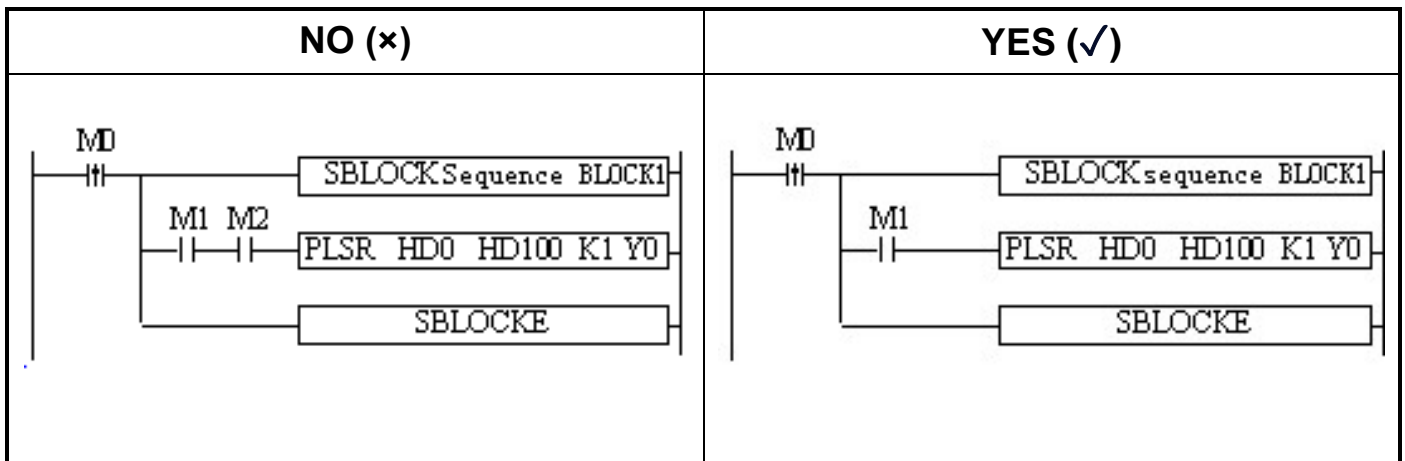 NO (×)
YES (✓)
M0
SBLOCK Sequence BLOCK1
M1 M2
PLSR HD0 HD100 K1 Y0
SBLOCKE
M0
SBLOCK sequence BLOCK1
M1
PLSR HD0 HD100 K1 Y0
SBLOCKE